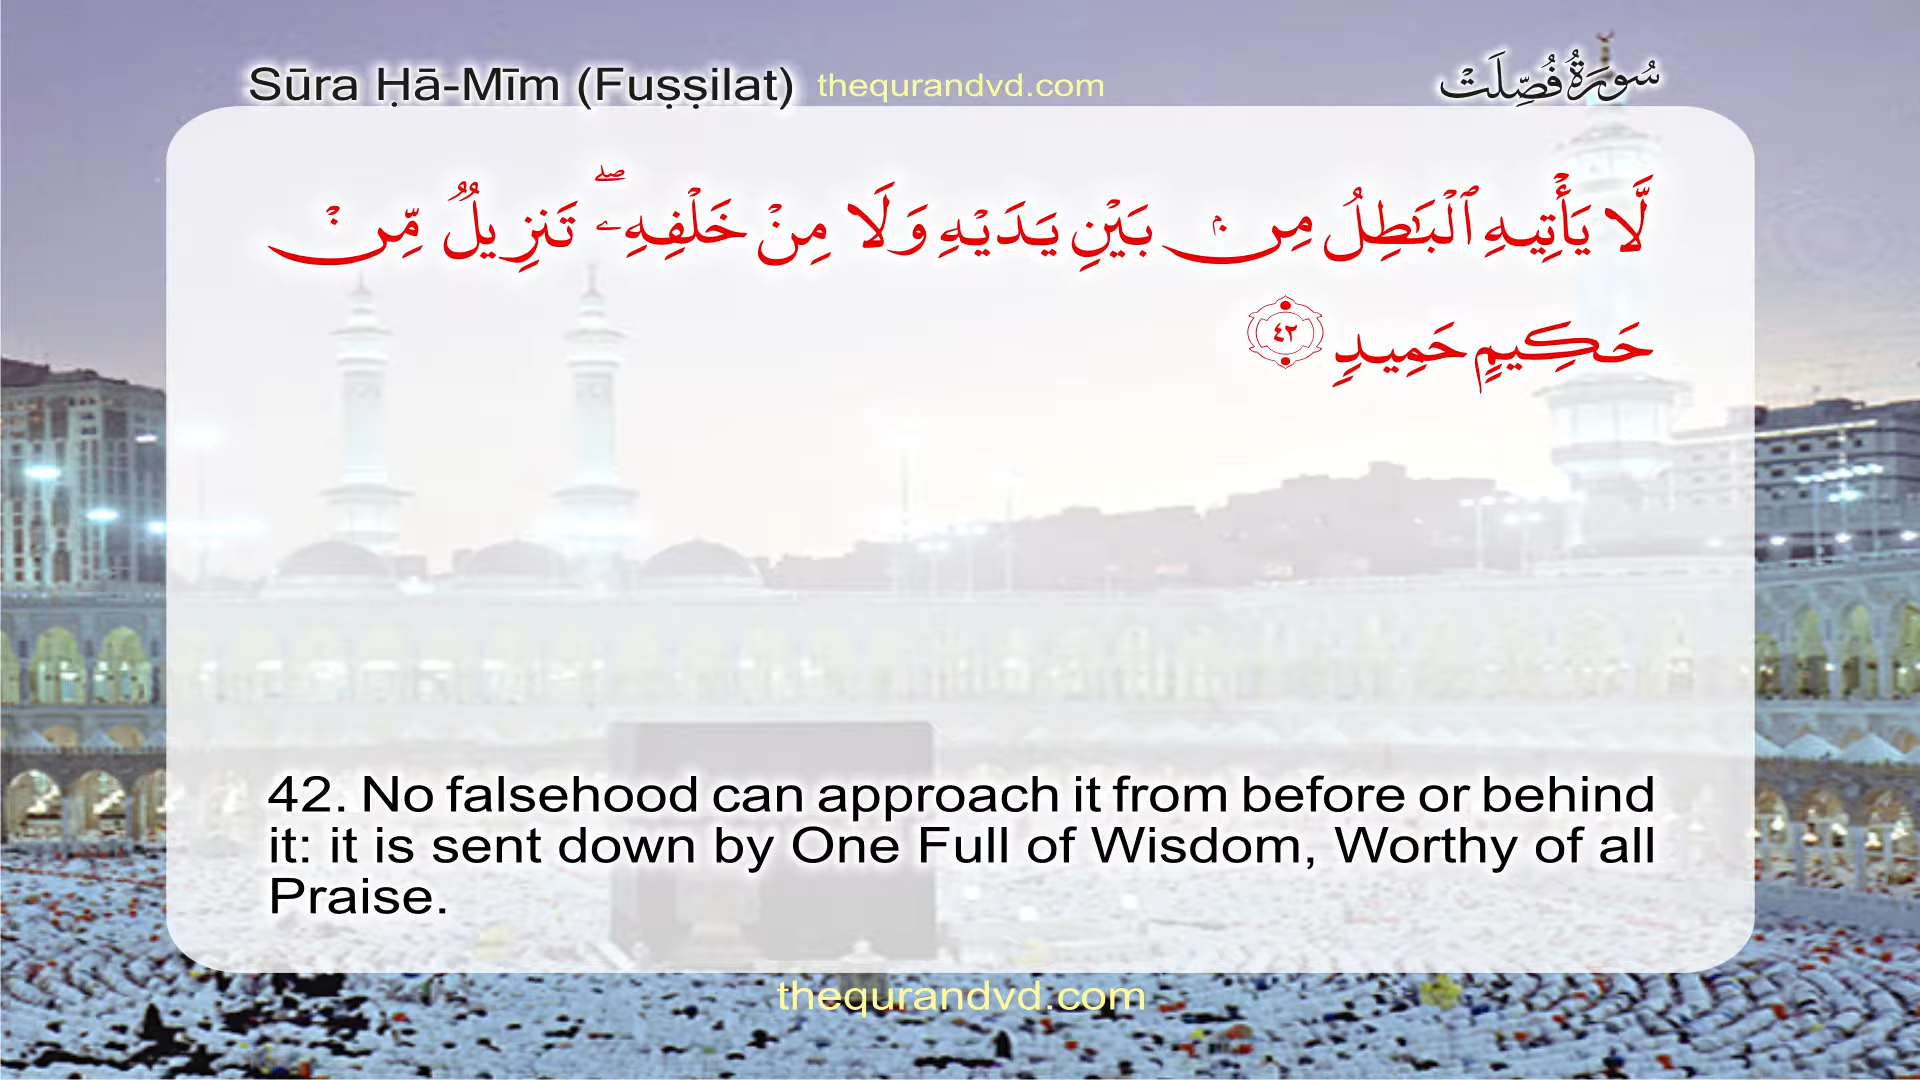 Sūra Ḥā-Mīm (Fuṣṣilat) thequrandvd.com سُورَةُ فُصِّلَتْ
لَّا يَأْتِيهِ ٱلْبَـٰطِلُ مِنۢ بَيْنِ يَدَيْهِ وَلَا مِنْ خَلْفِهِۦ ۖ تَنزِيلٌ مِّنْ
حَكِيمٍ حَمِيدٍ ٤٢
42. No falsehood can approach it from before or behind
it: it is sent down by One Full of Wisdom, Worthy of all
Praise.
thequrandvd.com